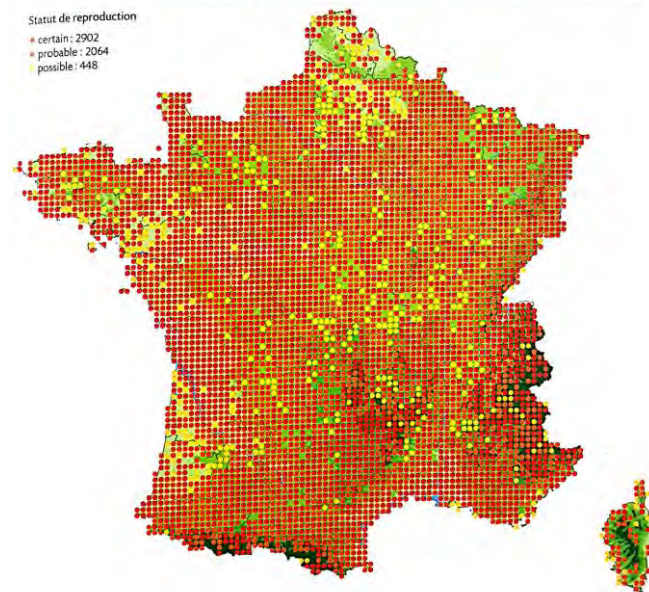 Statut de reproduction
certain : 2902
probable : 2064
possible : 448